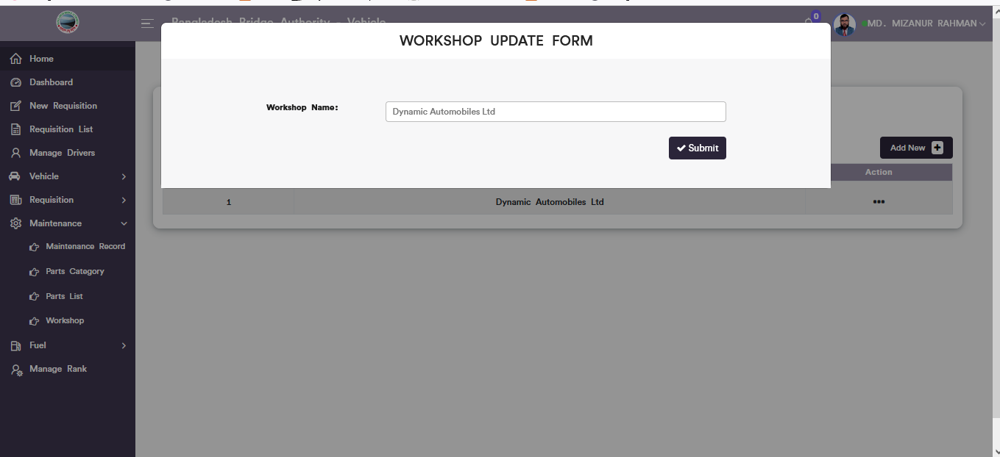 Bangladesh Bridge Authority - Vehicle
0
MD. MIZANUR RAHMAN
WORKSHOP UPDATE FORM
Workshop Name:
Dynamic Automobiles Ltd
Submit
Home
Dashboard
New Requisition
Requisition List
Manage Drivers
Vehicle
Requisition
Maintenance
Maintenance Record
Parts Category
Parts List
Workshop
Fuel
Manage Rank
Add New
Action
1 Dynamic Automobiles Ltd •••